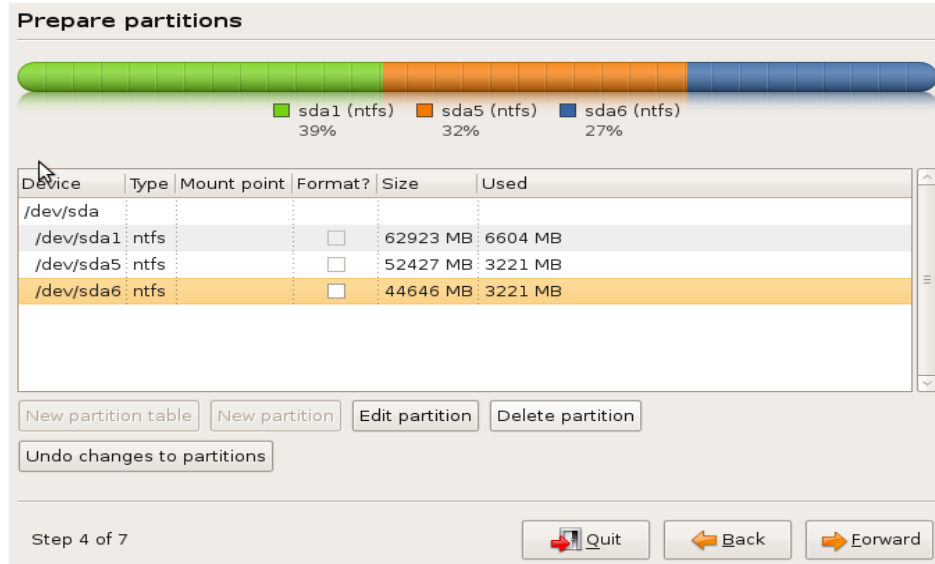 Prepare partitions
sda1 (ntfs) sda5 (ntfs) sda6 (ntfs)
39% 32% 27%
Device Type Mount point Format? Size Used
/dev/sda
/dev/sda1 ntfs 62923 MB 6604 MB
/dev/sda5 ntfs 52427 MB 3221 MB
/dev/sda6 ntfs 44646 MB 3221 MB
New partition table New partition Edit partition Delete partition
Undo changes to partitions
Step 4 of 7 Quit Back Forward